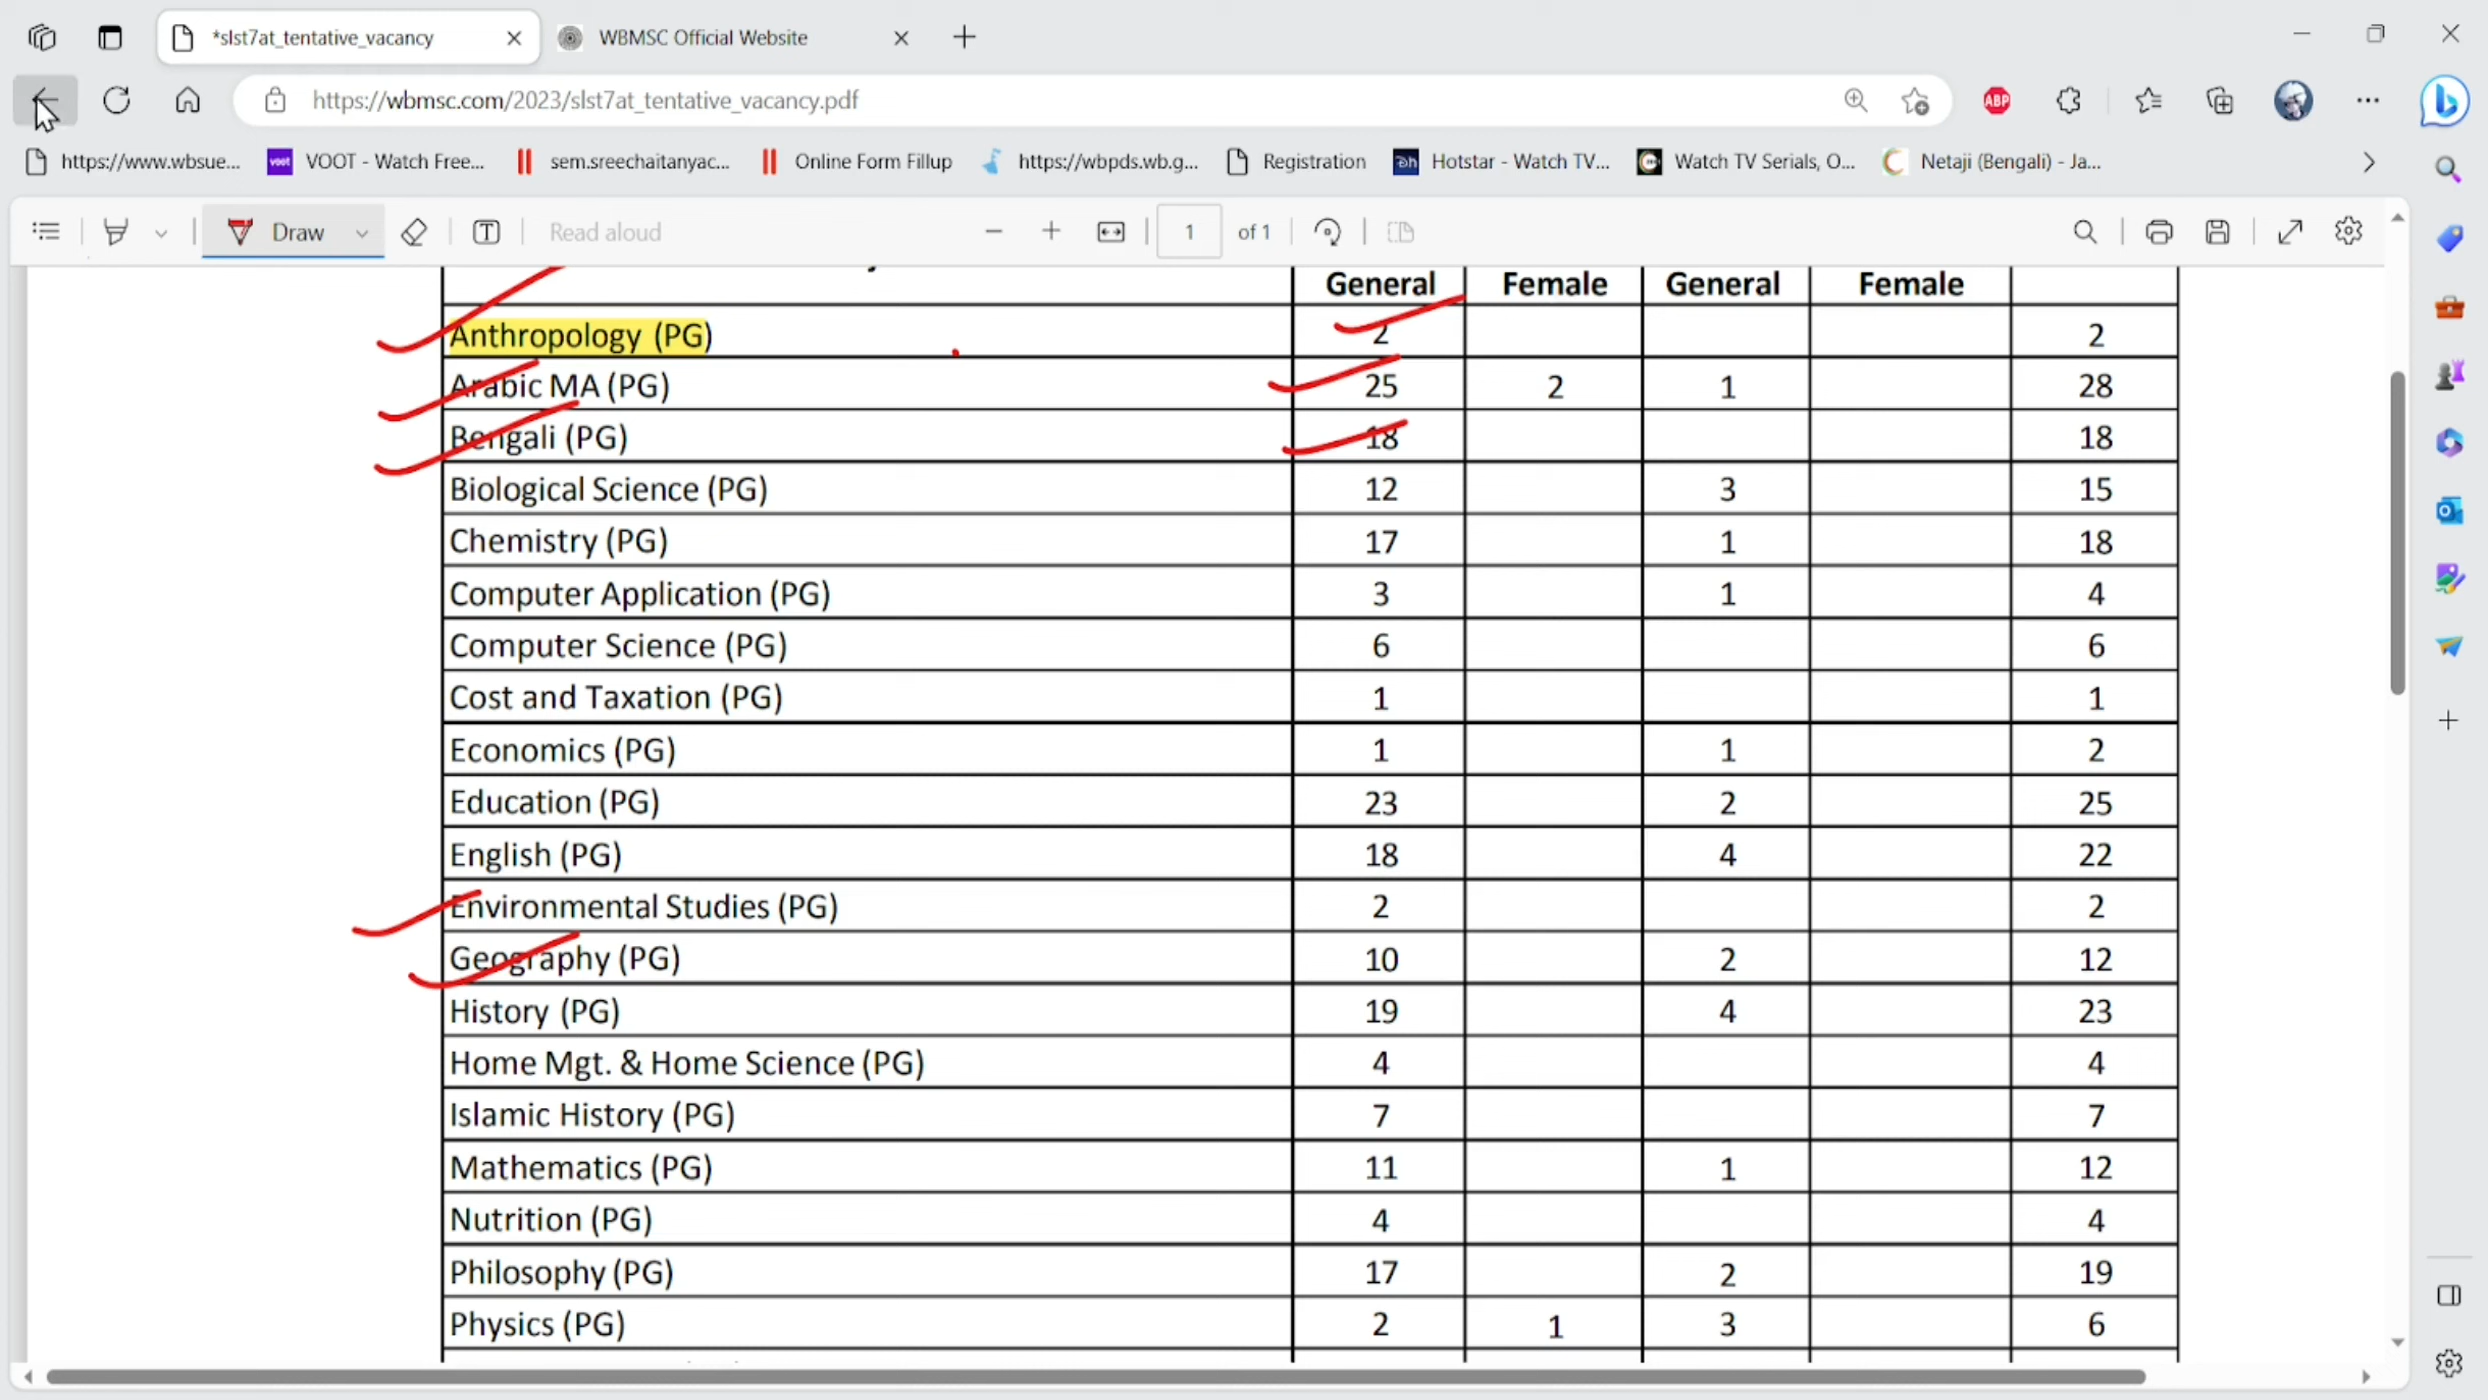 *slst7at_tentative_vacancy
WBMSC Official Website
https://wbmsc.com/2023/slst7at_tentative_vacancy.pdf
ABP
https://www.wbsue...
voot VOOT - Watch Free...
sem.sreechaitanyac...
Online Form Fillup
https://wbpds.wb.g...
Registration
Hotstar - Watch TV...
Watch TV Serials, O...
Netaji (Bengali) - Ja...
Draw
Read aloud
1 of 1
General Female General Female
Anthropology (PG) 2 2
Arabic MA (PG) 25 2 1 28
Bengali (PG) 18 18
Biological Science (PG) 12 3 15
Chemistry (PG) 17 1 18
Computer Application (PG) 3 1 4
Computer Science (PG) 6 6
Cost and Taxation (PG) 1 1
Economics (PG) 1 1 2
Education (PG) 23 2 25
English (PG) 18 4 22
Environmental Studies (PG) 2 2
Geography (PG) 10 2 12
History (PG) 19 4 23
Home Mgt. & Home Science (PG) 4 4
Islamic History (PG) 7 7
Mathematics (PG) 11 1 12
Nutrition (PG) 4 4
Philosophy (PG) 17 2 19
Physics (PG) 2 1 3 6